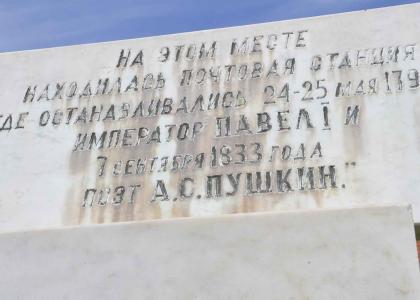 НА ЭТОМ МЕСТЕ
НАХОДИЛАСЬ ПОЧТОВАЯ СТАНЦИЯ
ГДЕ ОСТАНАВЛИВАЛИСЬ 24-25 МАЯ 179
ИМПЕРАТОР ПАВЕЛ I И
7 СЕНТЯБРЯ 1833 ГОДА
ПОЭТ А.С.ПУШКИН."